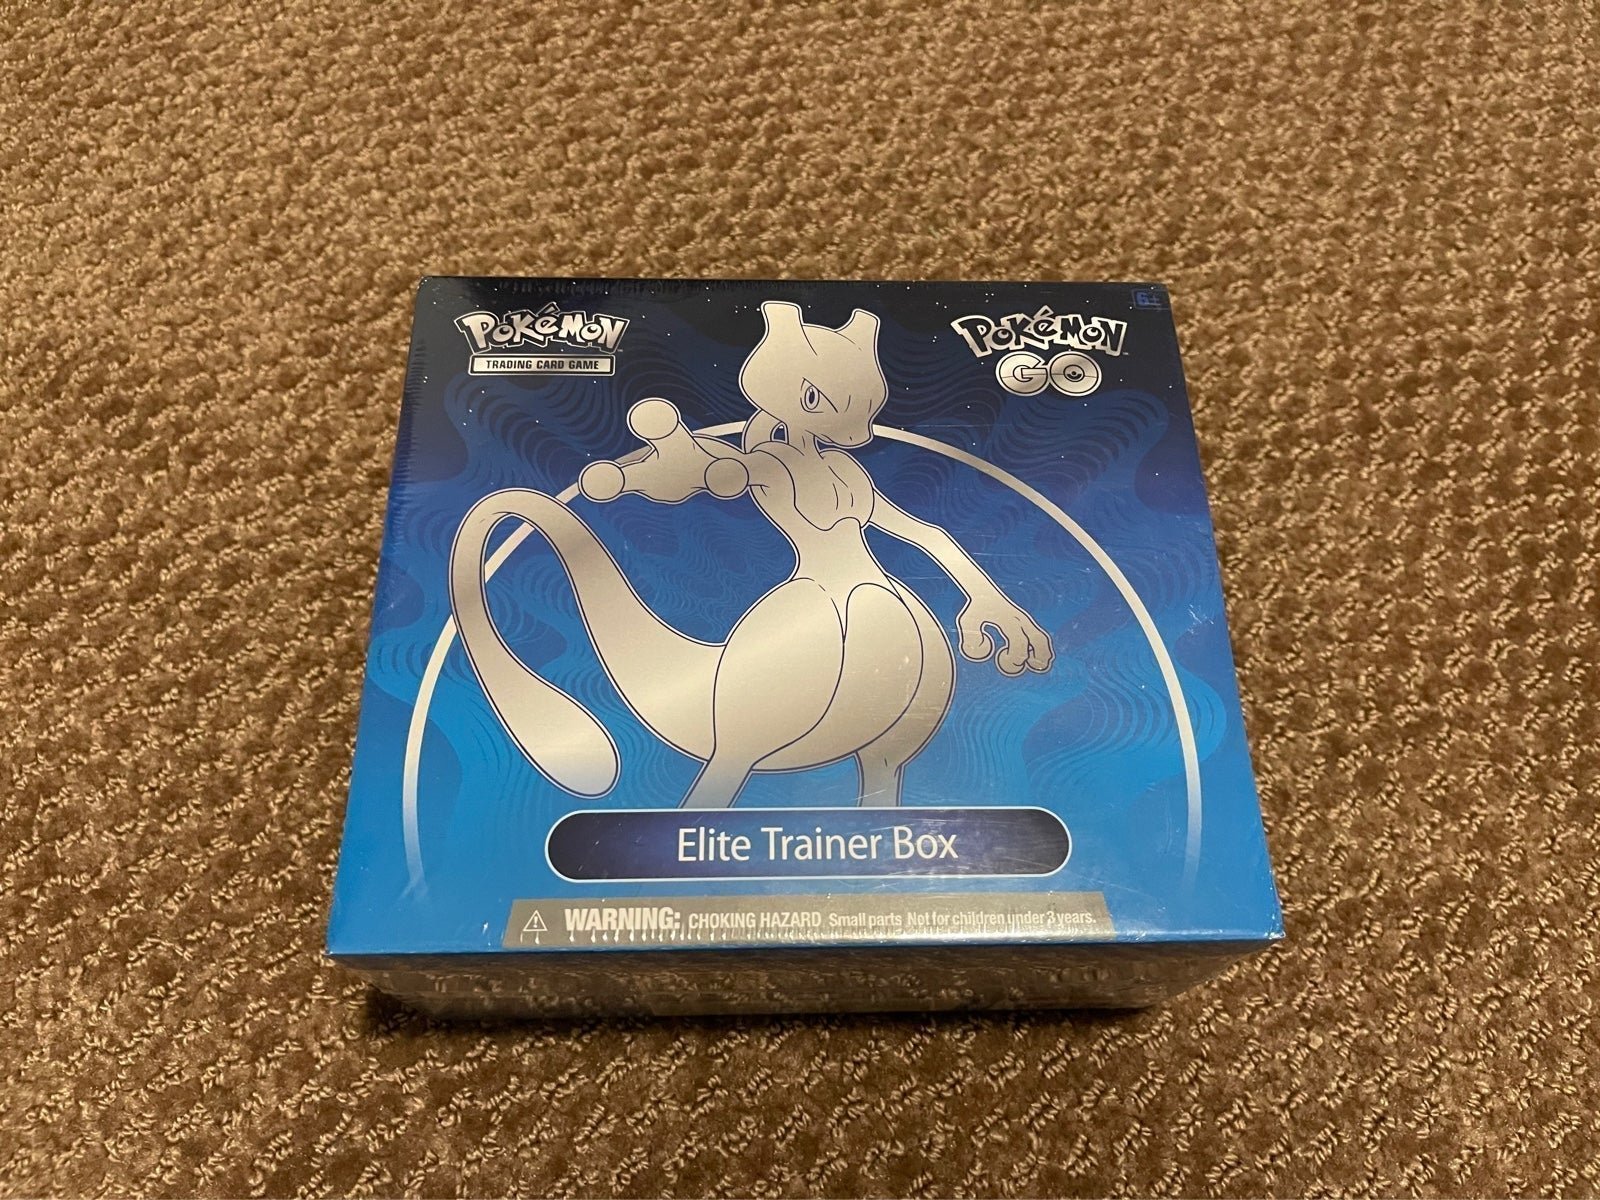 POKéMON
TRADING CARD GAME
POKéMON
GO
6+
Elite Trainer Box
WARNING: CHOKING HAZARD. Small parts. Not for children under 3 years.